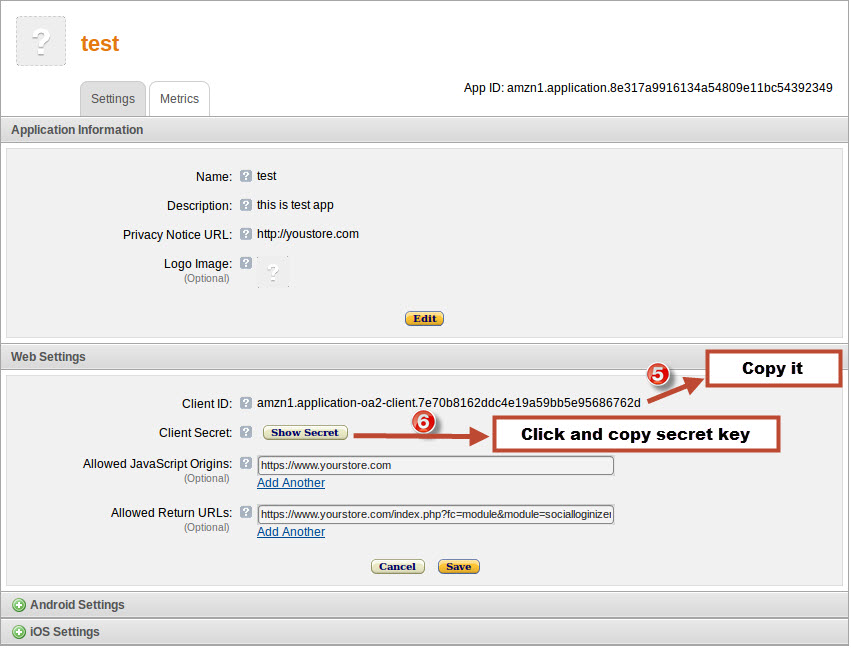 ?
test
Settings
Metrics
App ID: amzn1.application.8e317a9916134a54809e11bc54392349
Application Information
Name: ? test
Description: ? this is test app
Privacy Notice URL: ? http://youstore.com
Logo Image: ? ?
(Optional)
Edit
Web Settings
5
Copy it
Client ID: ? amzn1.application-oa2-client.7e70b8162ddc4e19a59bb5e95686762d
6
Client Secret: ? Show Secret
Click and copy secret key
Allowed JavaScript Origins: ? https://www.yourstore.com
(Optional)
Add Another
Allowed Return URLs: ? https://www.yourstore.com/index.php?fc=module&module=socialloginizer
(Optional)
Add Another
Cancel
Save
Android Settings
iOS Settings